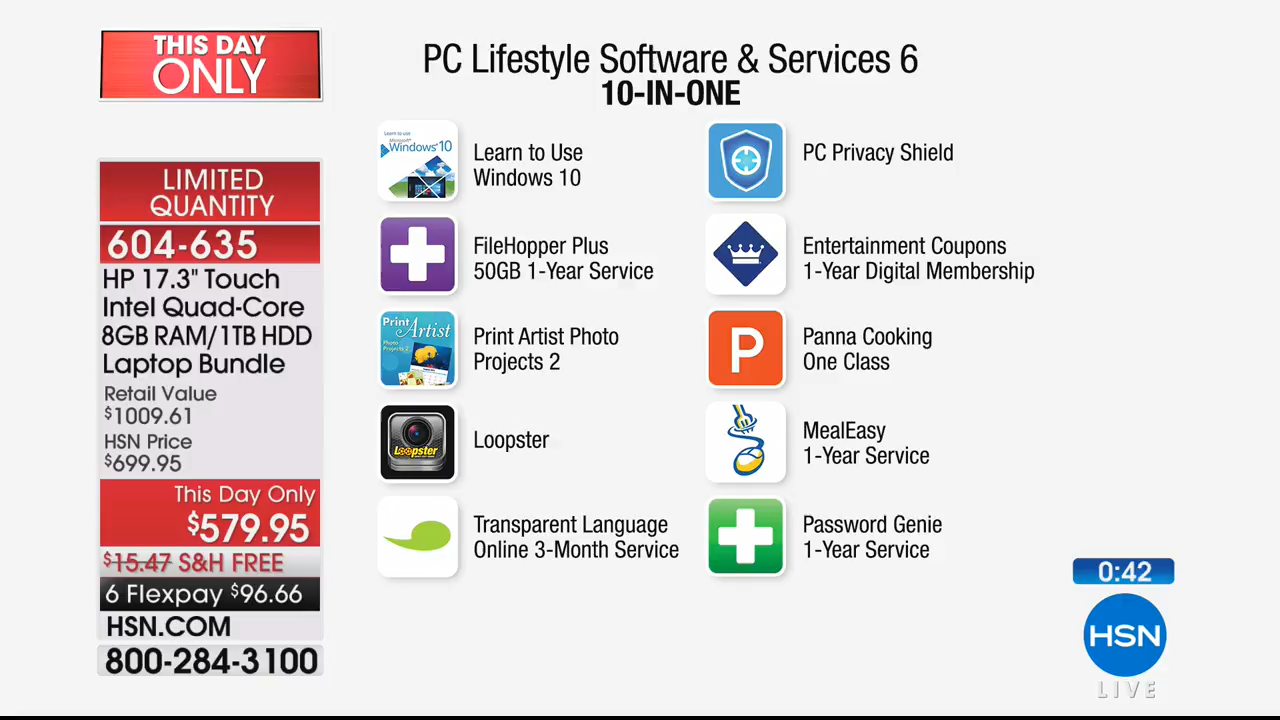 THIS DAY
ONLY
LIMITED
QUANTITY
604-635
HP 17.3" Touch
Intel Quad-Core
8GB RAM/1TB HDD
Laptop Bundle
Retail Value
$1009.61
HSN Price
$699.95
This Day Only
$579.95
$15.47 S&H FREE
6 Flexpay $96.66
HSN.COM
800-284-3100
PC Lifestyle Software & Services 6
10-IN-ONE
Learn to use
Microsoft®
Windows 10
Learn to Use
Windows 10
FileHopper Plus
50GB 1-Year Service
Print
Artist
Photo
Projects 2
Print Artist Photo
Projects 2
Loopster
Loopster
Transparent Language
Online 3-Month Service
PC Privacy Shield
Entertainment Coupons
1-Year Digital Membership
P
Panna Cooking
One Class
MealEasy
1-Year Service
Password Genie
1-Year Service
0:42
HSN
LIVE